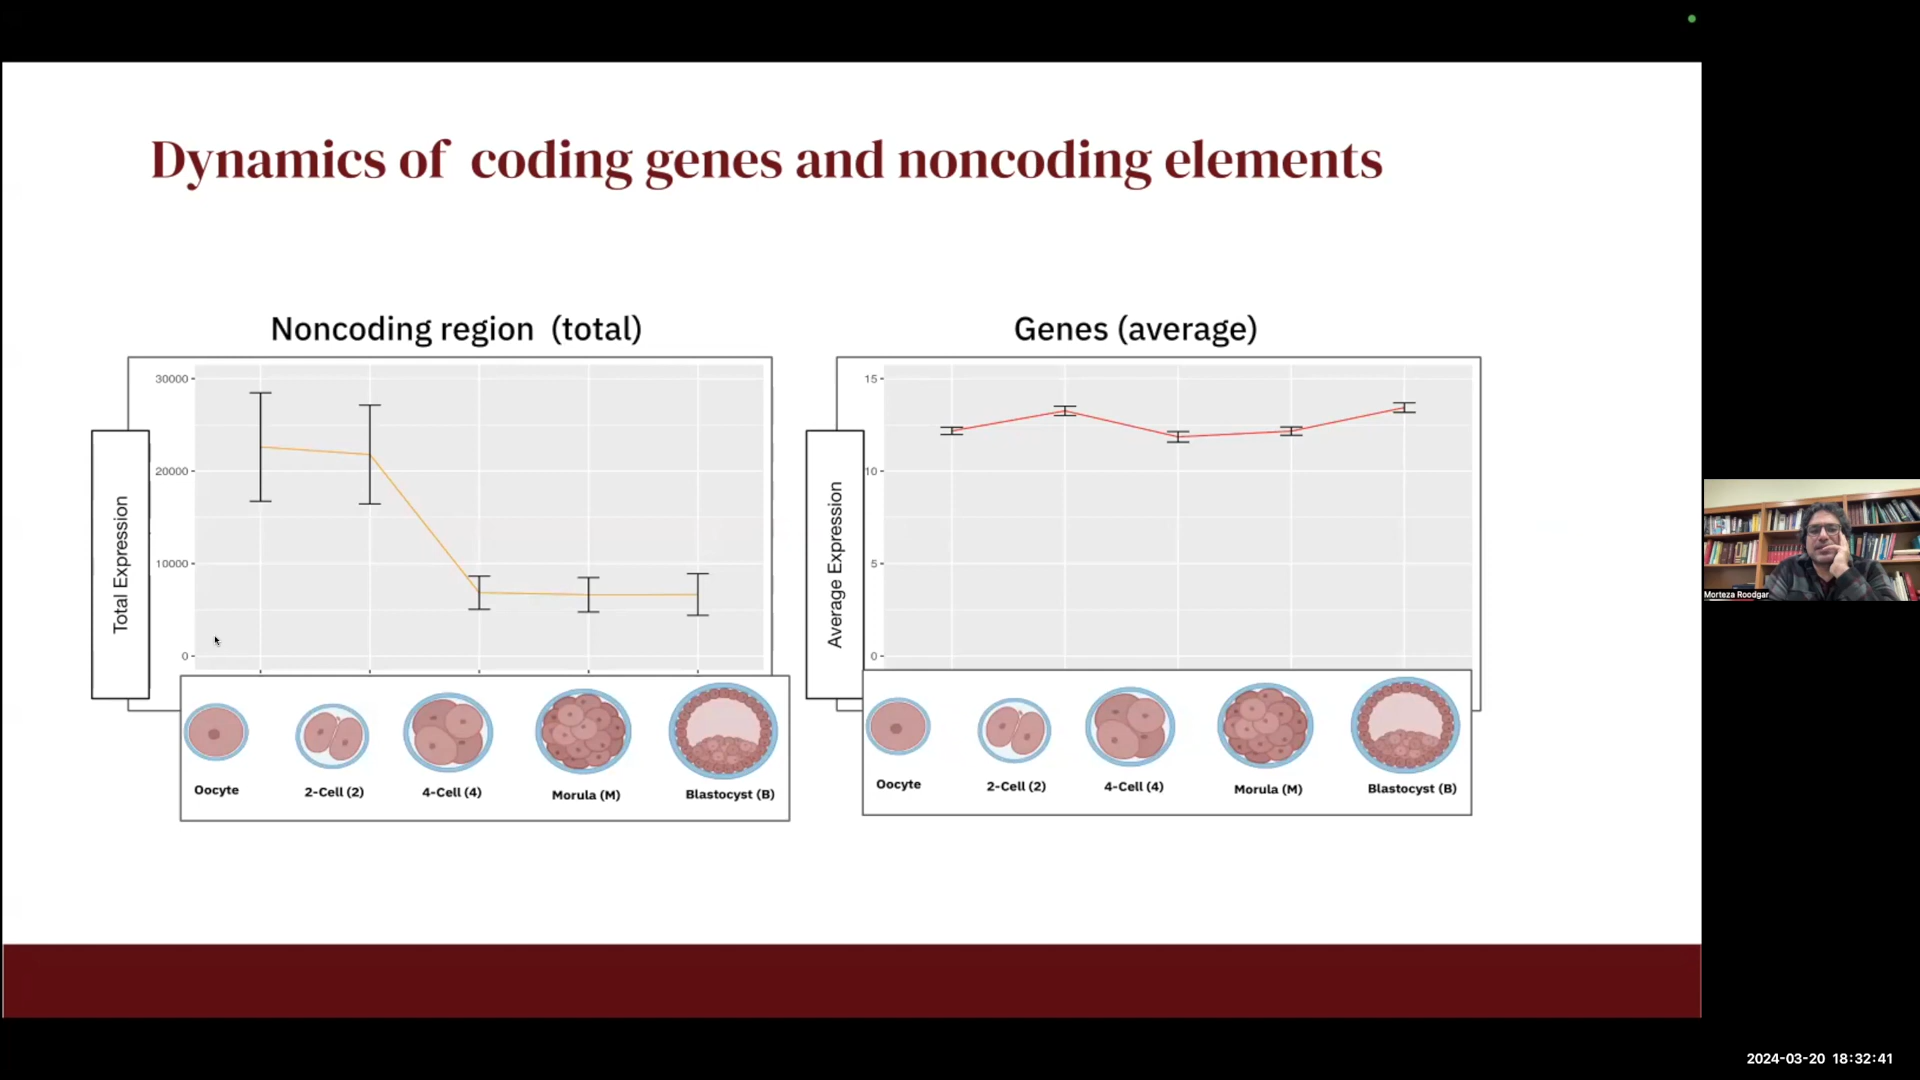 Dynamics of coding genes and noncoding elements
Noncoding region (total)
30000
20000
10000
0
Total Expression
Oocyte
2-Cell (2)
4-Cell (4)
Morula (M)
Blastocyst (B)
Genes (average)
15
10
5
0
Average Expression
Oocyte
2-Cell (2)
4-Cell (4)
Morula (M)
Blastocyst (B)
Morteza Roodgar
2024-03-20 18:32:41